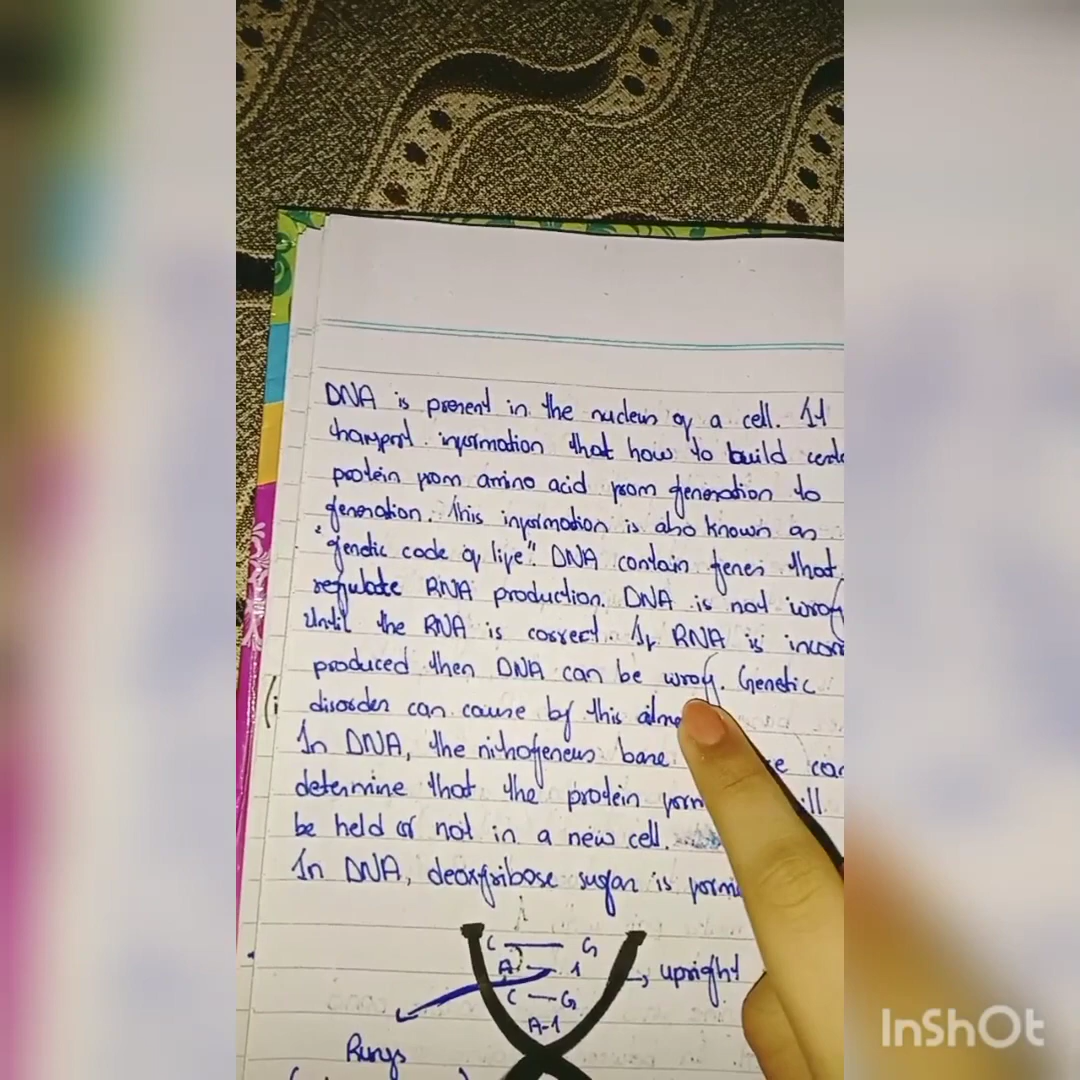 DNA is present in the nucleus of a cell. It
transport information that how to build
protein from amino acid from generation to
generation. This information is also known as
"genetic code of life". DNA contain genes that
regulate RNA production. DNA is not wrong
Until the RNA is correct. If RNA is
produced then DNA can be wrong. Genetic
disorder can cause by this
In DNA, the nitrogeneus base
determine that the protein
be held or not in a new cell.
In DNA, deoxyribose sugar is
C G
A T
C G
A-T
upright
Rungs
InShOt